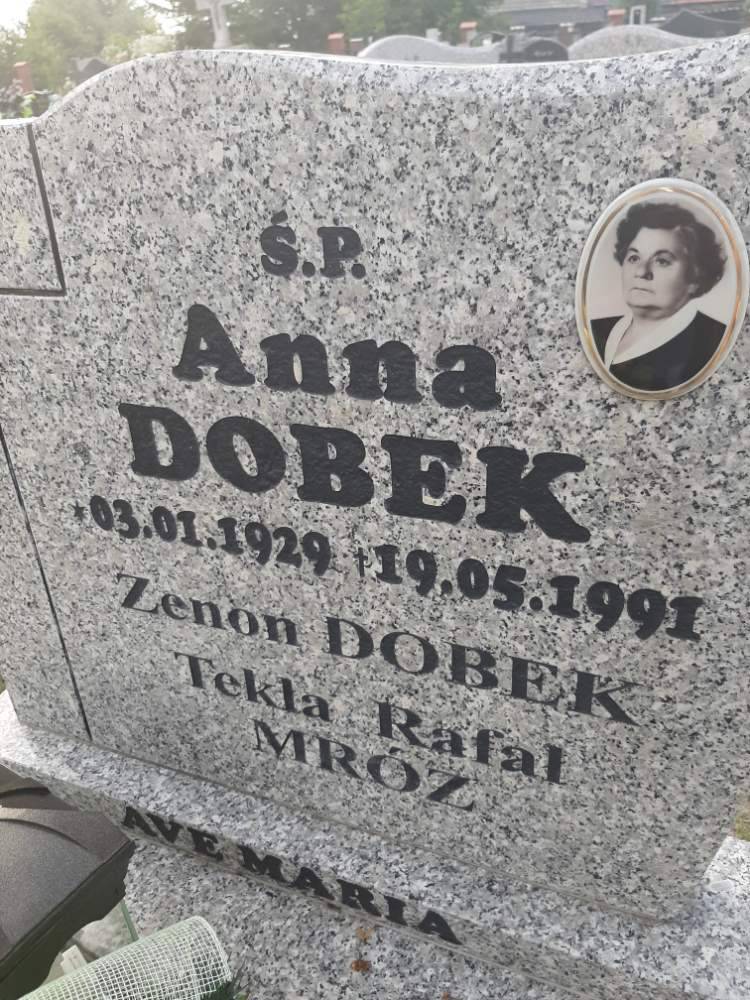 Ś.P.
Anna
DOBEK
*03.01.1929 †19.05.1991
Zenon DOBEK
Tekla Rafał
MRÓZ
AVE MARIA